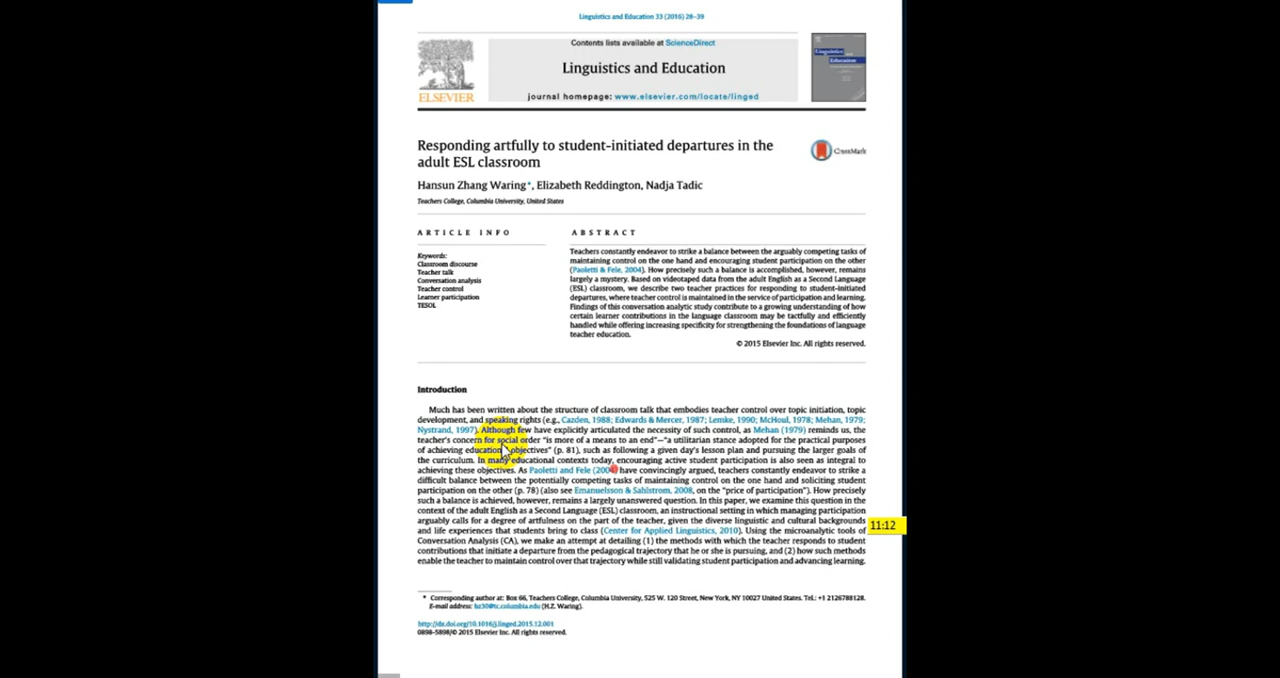 Linguistics and Education 33 (2016) 28–39
Contents lists available at ScienceDirect
Linguistics and Education
journal homepage: www.elsevier.com/locate/linged
ELSEVIER
Linguistics and
Education
Responding artfully to student-initiated departures in the
adult ESL classroom
CrossMark
Hansun Zhang Waring*, Elizabeth Reddington, Nadja Tadic
Teachers College, Columbia University, United States
ARTICLE INFO
Keywords:
Classroom discourse
Teacher talk
Conversation analysis
Teacher control
Learner participation
TESOL
ABSTRACT
Teachers constantly endeavor to strike a balance between the arguably competing tasks of
maintaining control on the one hand and encouraging student participation on the other
(Paoletti & Fele, 2004). How precisely such a balance is accomplished, however, remains
largely a mystery. Based on videotaped data from the adult English as a Second Language
(ESL) classroom, we describe two teacher practices for responding to student-initiated
departures, where teacher control is maintained in the service of participation and learning.
Findings of this conversation analytic study contribute to a growing understanding of how
certain learner contributions in the language classroom may be tactfully and efficiently
handled while offering increasing specificity for strengthening the foundations of language
teacher education.
© 2015 Elsevier Inc. All rights reserved.
Introduction
Much has been written about the structure of classroom talk that embodies teacher control over topic initiation, topic
development, and speaking rights (e.g., Cazden, 1988; Edwards & Mercer, 1987; Lemke, 1990; McHoul, 1978; Mehan, 1979;
Nystrand, 1997). Although few have explicitly articulated the necessity of such control, as Mehan (1979) reminds us, the
teacher's concern for social order "is more of a means to an end"—"a utilitarian stance adopted for the practical purposes
of achieving educational objectives" (p. 81), such as following a given day's lesson plan and pursuing the larger goals of
the curriculum. In many educational contexts today, encouraging active student participation is also seen as integral to
achieving these objectives. As Paoletti and Fele (2004) have convincingly argued, teachers constantly endeavor to strike a
difficult balance between the potentially competing tasks of maintaining control on the one hand and soliciting student
participation on the other (p. 78) (also see Emanuelsson & Sahlstrom, 2008, on the "price of participation"). How precisely
such a balance is achieved, however, remains a largely unanswered question. In this paper, we examine this question in the
context of the adult English as a Second Language (ESL) classroom, an instructional setting in which managing participation
arguably calls for a degree of artfulness on the part of the teacher, given the diverse linguistic and cultural backgrounds
and life experiences that students bring to class (Center for Applied Linguistics, 2010). Using the microanalytic tools of
Conversation Analysis (CA), we make an attempt at detailing (1) the methods with which the teacher responds to student
contributions that initiate a departure from the pedagogical trajectory that he or she is pursuing, and (2) how such methods
enable the teacher to maintain control over that trajectory while still validating student participation and advancing learning.
11:12
* Corresponding author at: Box 66, Teachers College, Columbia University, 525 W. 120 Street, New York, NY 10027 United States. Tel.: +1 2126788128.
E-mail address: hz30@tc.columbia.edu (H.Z. Waring).
http://dx.doi.org/10.1016/j.linged.2015.12.001
0898-5898/© 2015 Elsevier Inc. All rights reserved.